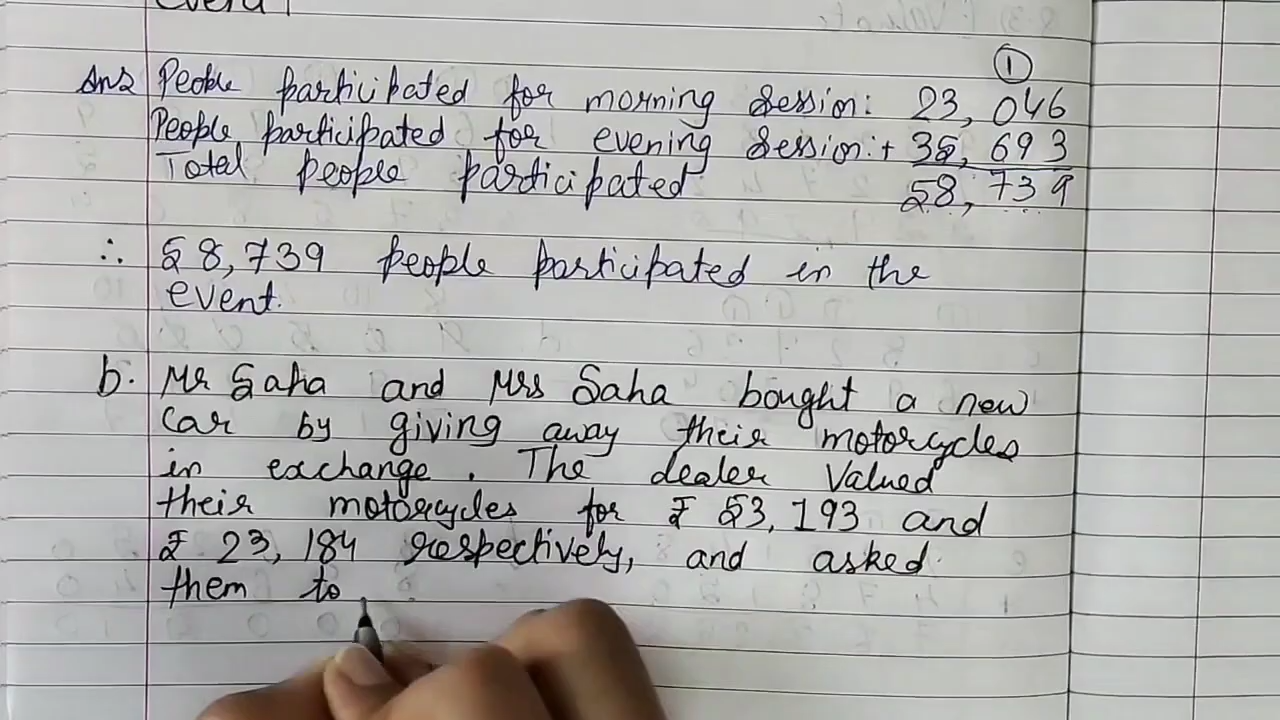 ①
Ans People participated for morning session: 23,046
People participated for evening session: + 35,693
Total people participated 58,739
∴ 58,739 people participated in the
event.
b. Mr Saha and Mrs Saha bought a new
car by giving away their motorcycles
in exchange. The dealer valued
their motorcycles for ₹ 53,193 and
₹ 23,184 respectively, and asked
them to